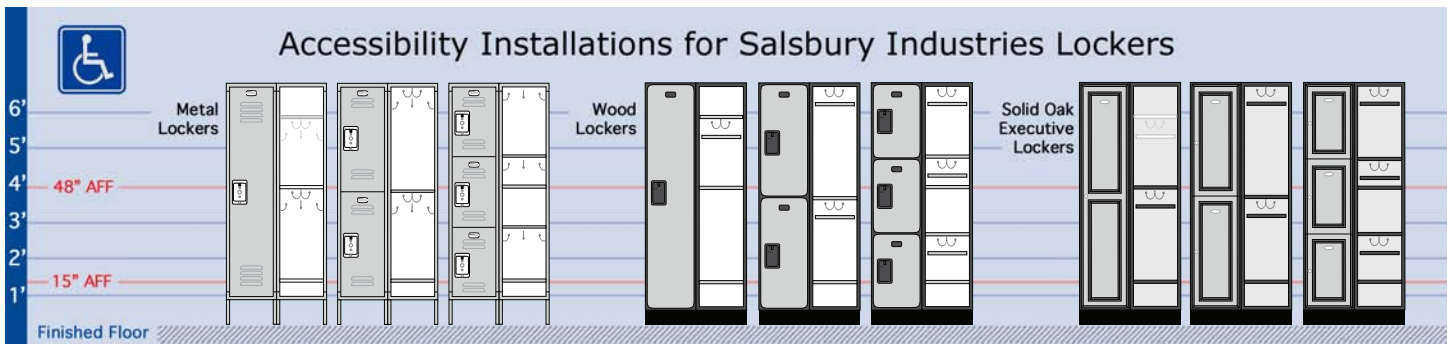 Accessibility Installations for Salsbury Industries Lockers
6'
5'
4'
3'
2'
1'
48" AFF
15" AFF
Finished Floor
Metal
Lockers
Wood
Lockers
Solid Oak
Executive
Lockers